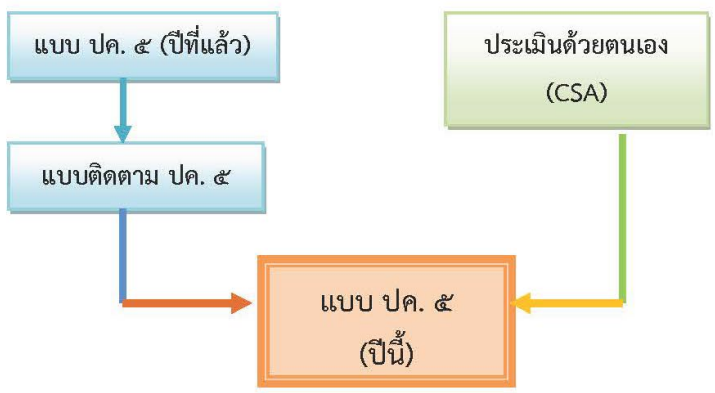 แบบ ปค. ๕ (ปีที่แล้ว)
ประเมินด้วยตนเอง
(CSA)
แบบติดตาม ปค. ๕
แบบ ปค. ๕
(ปีนี้)